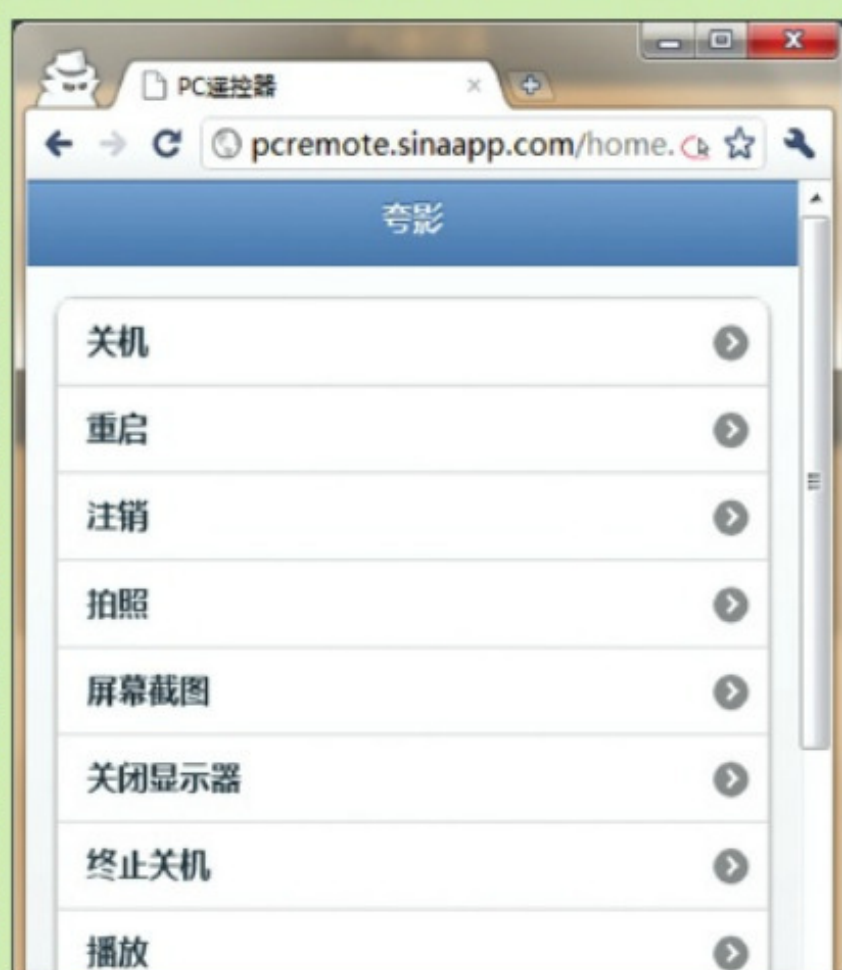 PC遥控器
pcremote.sinaapp.com/home.
夸影
关机
重启
注销
拍照
屏幕截图
关闭显示器
终止关机
播放